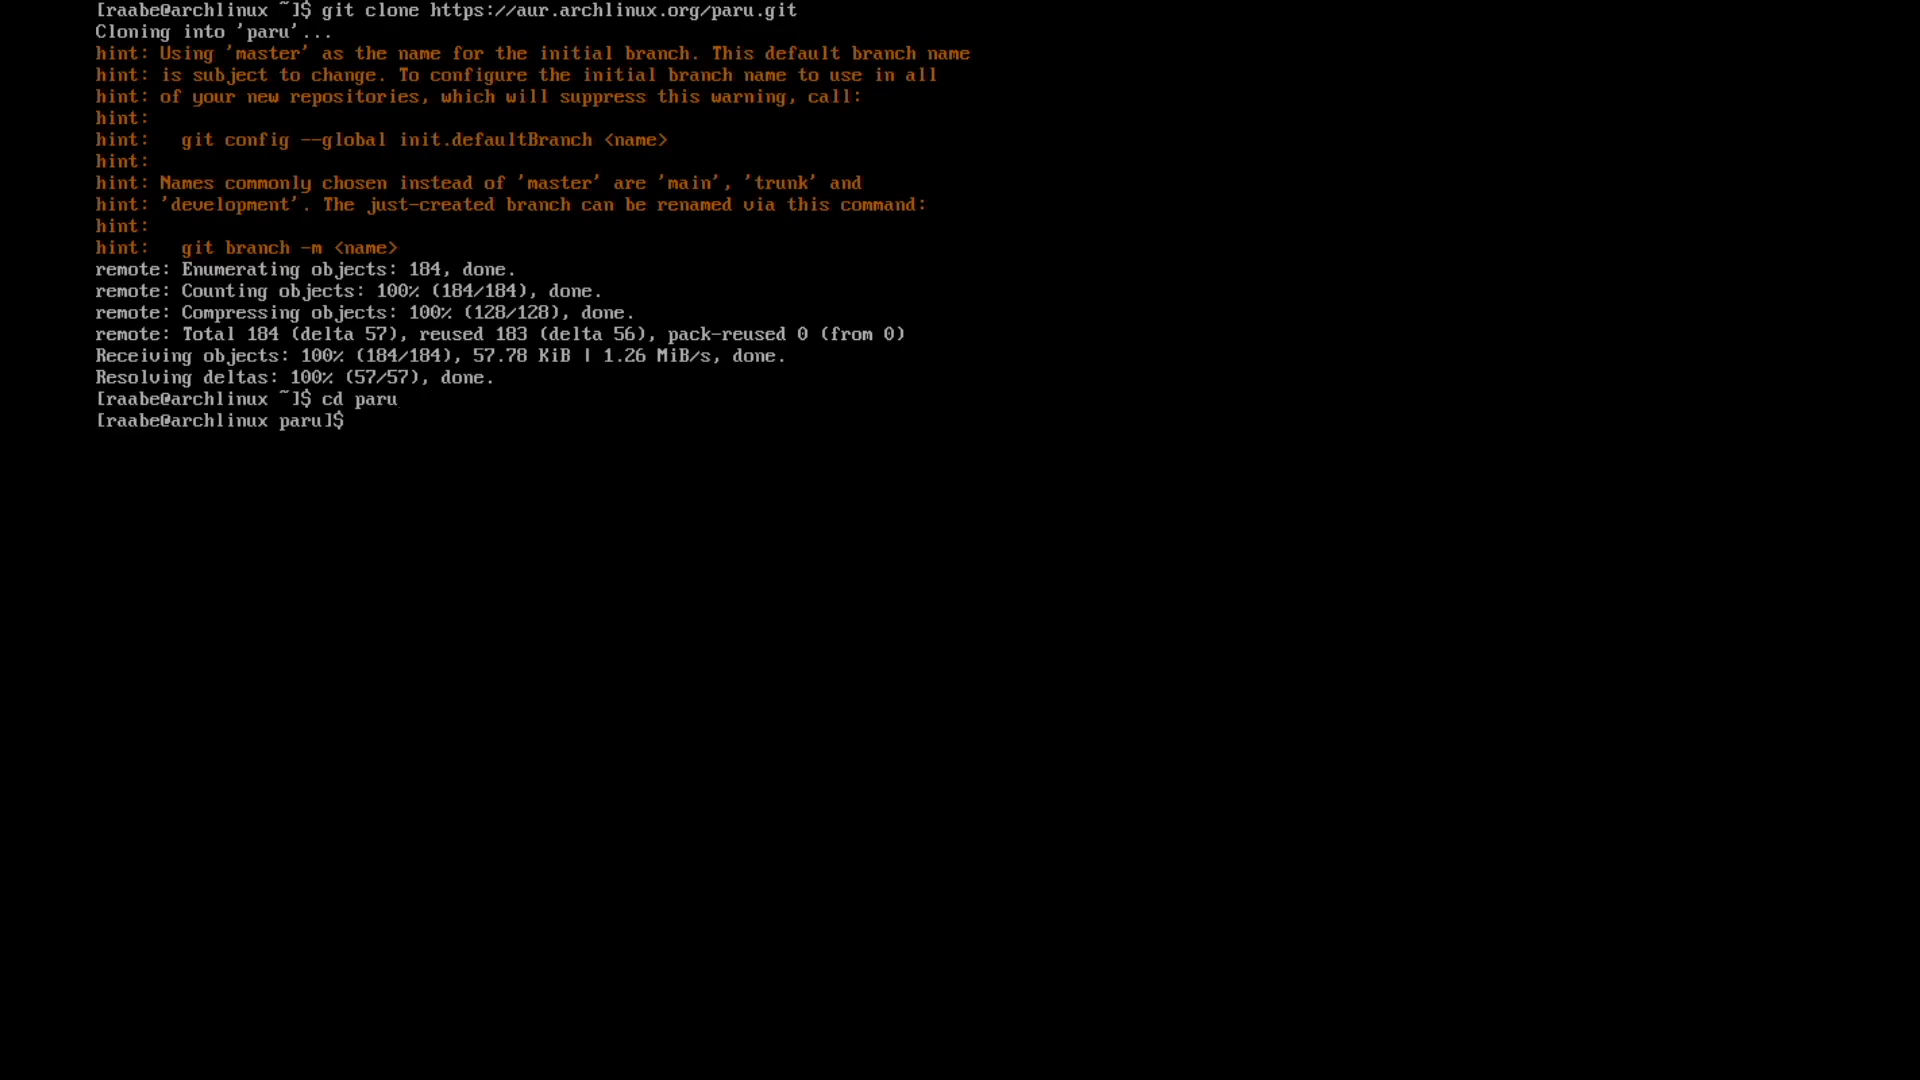 [raabe@archlinux ~]$ git clone https://aur.archlinux.org/paru.git
Cloning into 'paru'...
hint: Using 'master' as the name for the initial branch. This default branch name
hint: is subject to change. To configure the initial branch name to use in all
hint: of your new repositories, which will suppress this warning, call:
hint:
hint:   git config --global init.defaultBranch <name>
hint:
hint: Names commonly chosen instead of 'master' are 'main', 'trunk' and
hint: 'development'. The just-created branch can be renamed via this command:
hint:
hint:   git branch -m <name>
remote: Enumerating objects: 184, done.
remote: Counting objects: 100% (184/184), done.
remote: Compressing objects: 100% (128/128), done.
remote: Total 184 (delta 57), reused 183 (delta 56), pack-reused 0 (from 0)
Receiving objects: 100% (184/184), 57.78 KiB | 1.26 MiB/s, done.
Resolving deltas: 100% (57/57), done.
[raabe@archlinux ~]$ cd paru
[raabe@archlinux paru]$